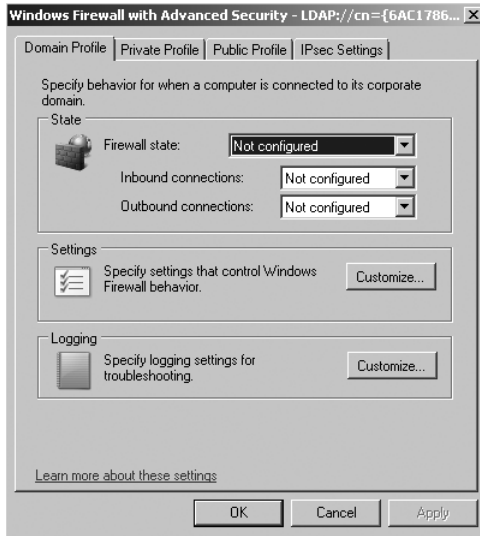 Windows Firewall with Advanced Security - LDAP://cn={6AC1786...
Domain Profile Private Profile Public Profile IPsec Settings
Specify behavior for when a computer is connected to its corporate
domain.
State
Firewall state: Not configured
Inbound connections: Not configured
Outbound connections: Not configured
Settings
Specify settings that control Windows
Firewall behavior.
Customize...
Logging
Specify logging settings for
troubleshooting.
Customize...
Learn more about these settings
OK Cancel Apply